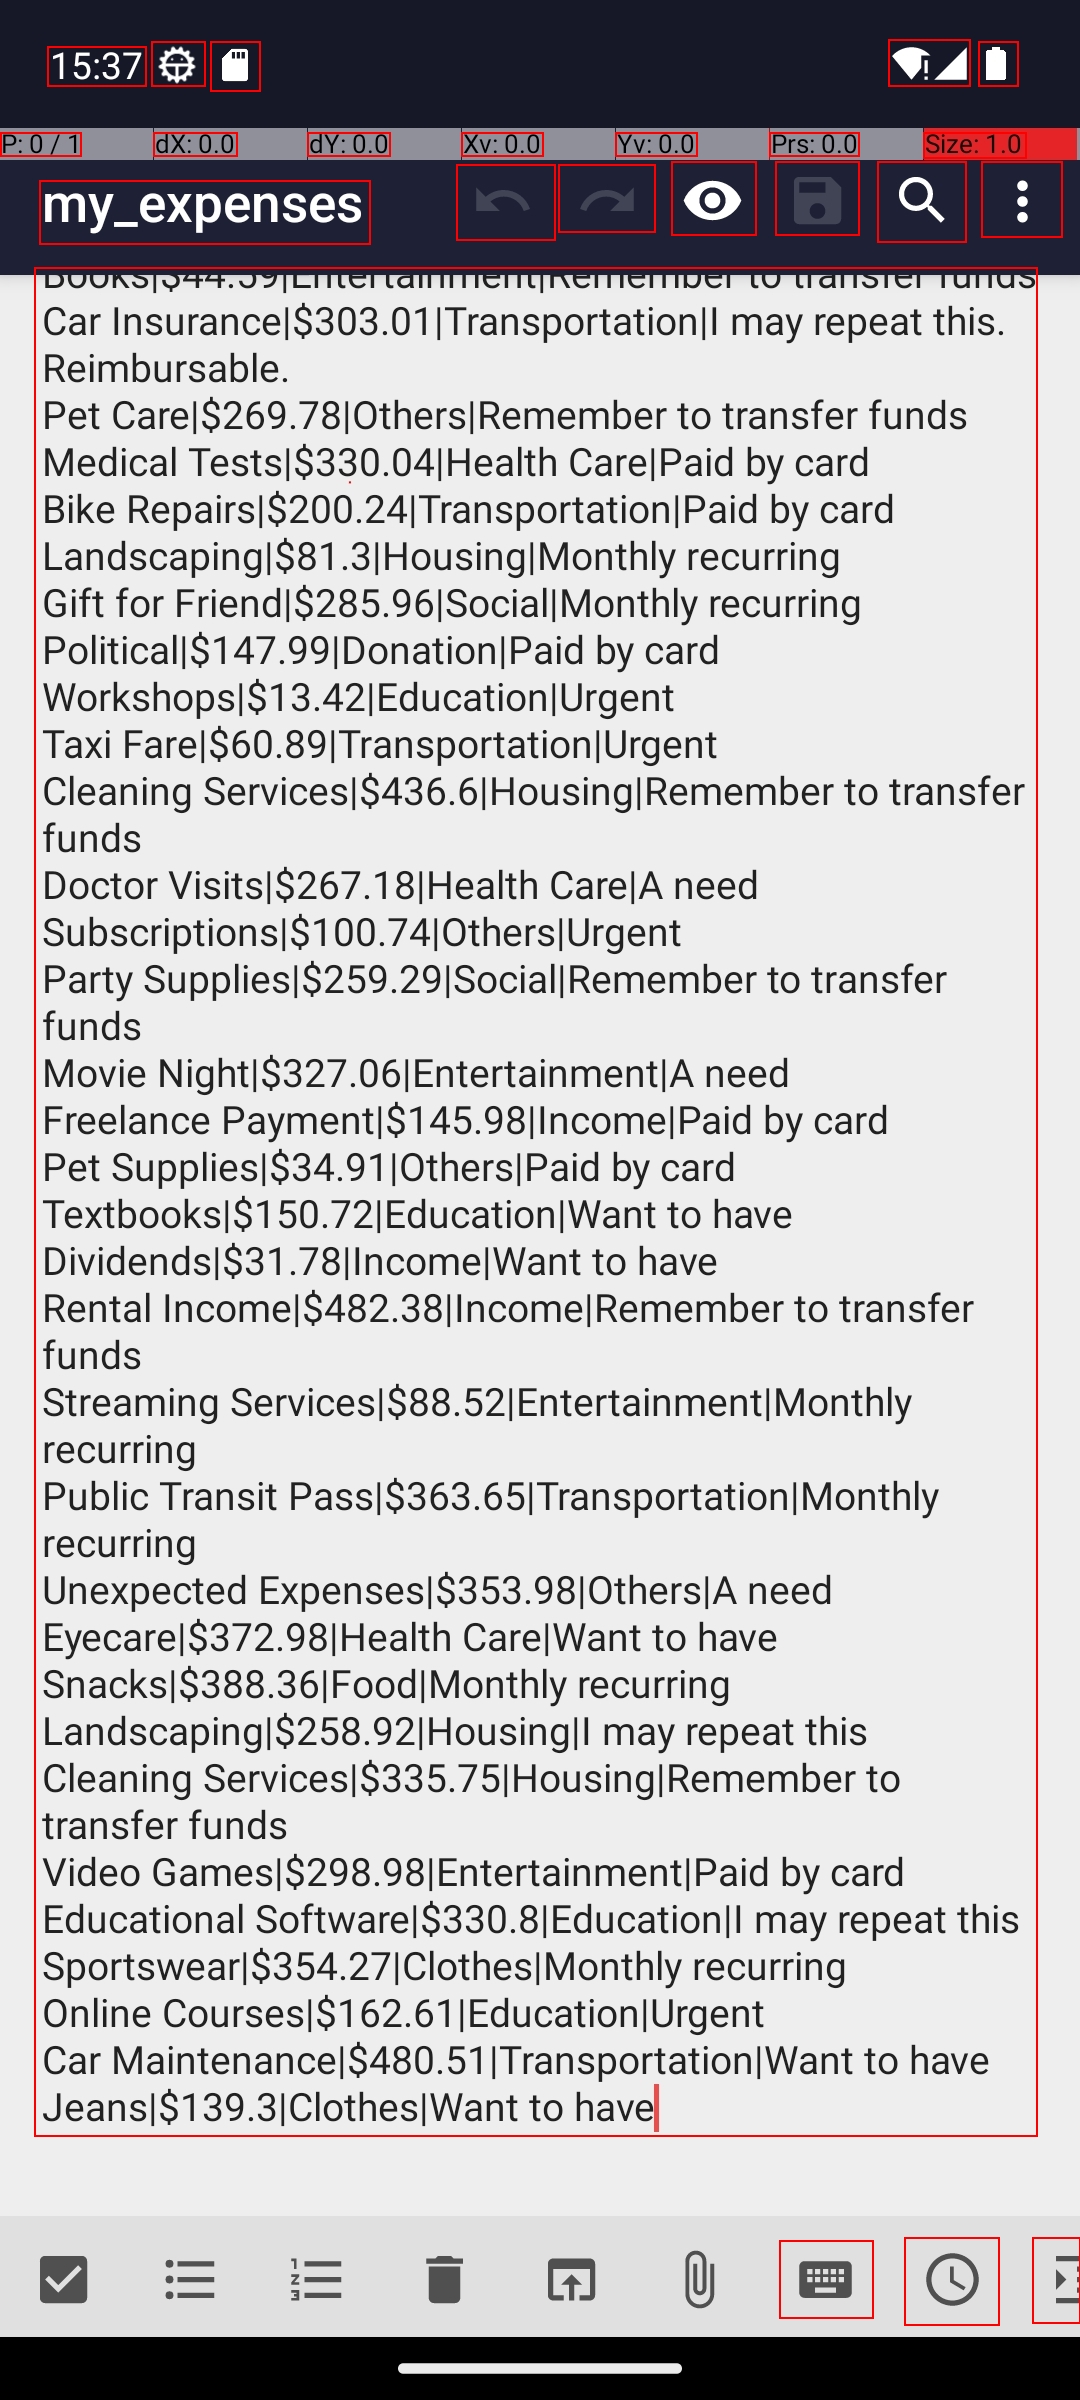 15:37
P: 0 / 1
dX: 0.0
dY: 0.0
Xv: 0.0
Yv: 0.0
Prs: 0.0
Size: 1.0
my_expenses
Books|$44.59|Entertainment|Remember to transfer funds
Car Insurance|$303.01|Transportation|I may repeat this.
Reimbursable.
Pet Care|$269.78|Others|Remember to transfer funds
Medical Tests|$330.04|Health Care|Paid by card
Bike Repairs|$200.24|Transportation|Paid by card
Landscaping|$81.3|Housing|Monthly recurring
Gift for Friend|$285.96|Social|Monthly recurring
Political|$147.99|Donation|Paid by card
Workshops|$13.42|Education|Urgent
Taxi Fare|$60.89|Transportation|Urgent
Cleaning Services|$436.6|Housing|Remember to transfer
funds
Doctor Visits|$267.18|Health Care|A need
Subscriptions|$100.74|Others|Urgent
Party Supplies|$259.29|Social|Remember to transfer
funds
Movie Night|$327.06|Entertainment|A need
Freelance Payment|$145.98|Income|Paid by card
Pet Supplies|$34.91|Others|Paid by card
Textbooks|$150.72|Education|Want to have
Dividends|$31.78|Income|Want to have
Rental Income|$482.38|Income|Remember to transfer
funds
Streaming Services|$88.52|Entertainment|Monthly
recurring
Public Transit Pass|$363.65|Transportation|Monthly
recurring
Unexpected Expenses|$353.98|Others|A need
Eyecare|$372.98|Health Care|Want to have
Snacks|$388.36|Food|Monthly recurring
Landscaping|$258.92|Housing|I may repeat this
Cleaning Services|$335.75|Housing|Remember to
transfer funds
Video Games|$298.98|Entertainment|Paid by card
Educational Software|$330.8|Education|I may repeat this
Sportswear|$354.27|Clothes|Monthly recurring
Online Courses|$162.61|Education|Urgent
Car Maintenance|$480.51|Transportation|Want to have
Jeans|$139.3|Clothes|Want to have